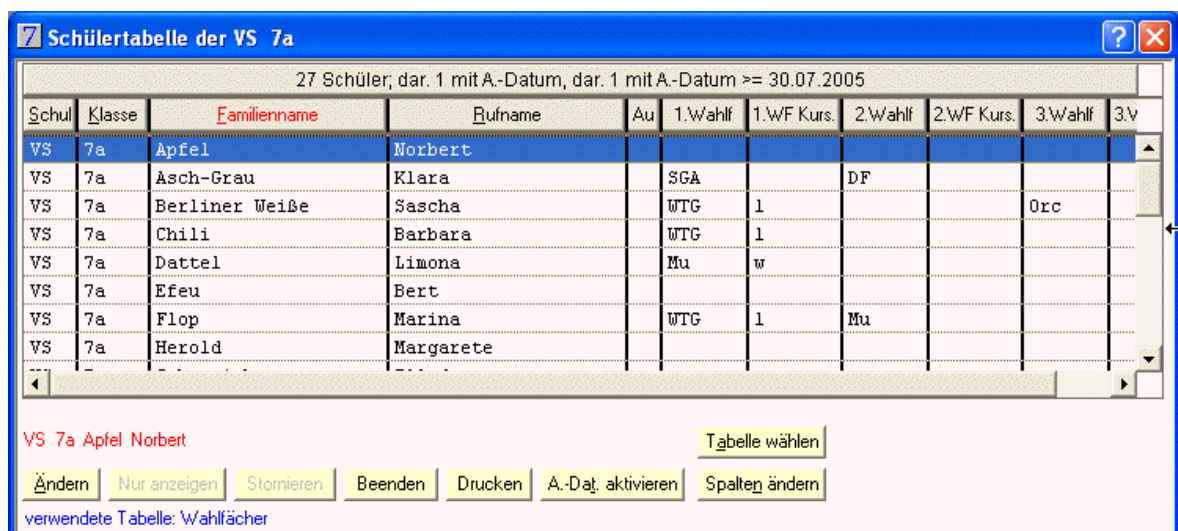 7 Schülertabelle der VS 7a ? X
27 Schüler; dar. 1 mit A.-Datum, dar. 1 mit A.-Datum >= 30.07.2005
Schul Klasse Familienname Rufname Au 1.Wahlf 1.WF Kurs. 2.Wahlf 2.WF Kurs. 3.Wahlf 3.W
VS 7a Apfel Norbert
VS 7a Asch-Grau Klara SGA DF
VS 7a Berliner Weiße Sascha WTG 1 Orc
VS 7a Chili Barbara WTG 1
VS 7a Dattel Limona Mu w
VS 7a Efeu Bert
VS 7a Flop Marina WTG 1 Mu
VS 7a Herold Margarete
VS 7a Apfel Norbert Tabelle wählen
Ändern Nur anzeigen Stornieren Beenden Drucken A.-Dat. aktivieren Spalten ändern
verwendete Tabelle: Wahlfächer